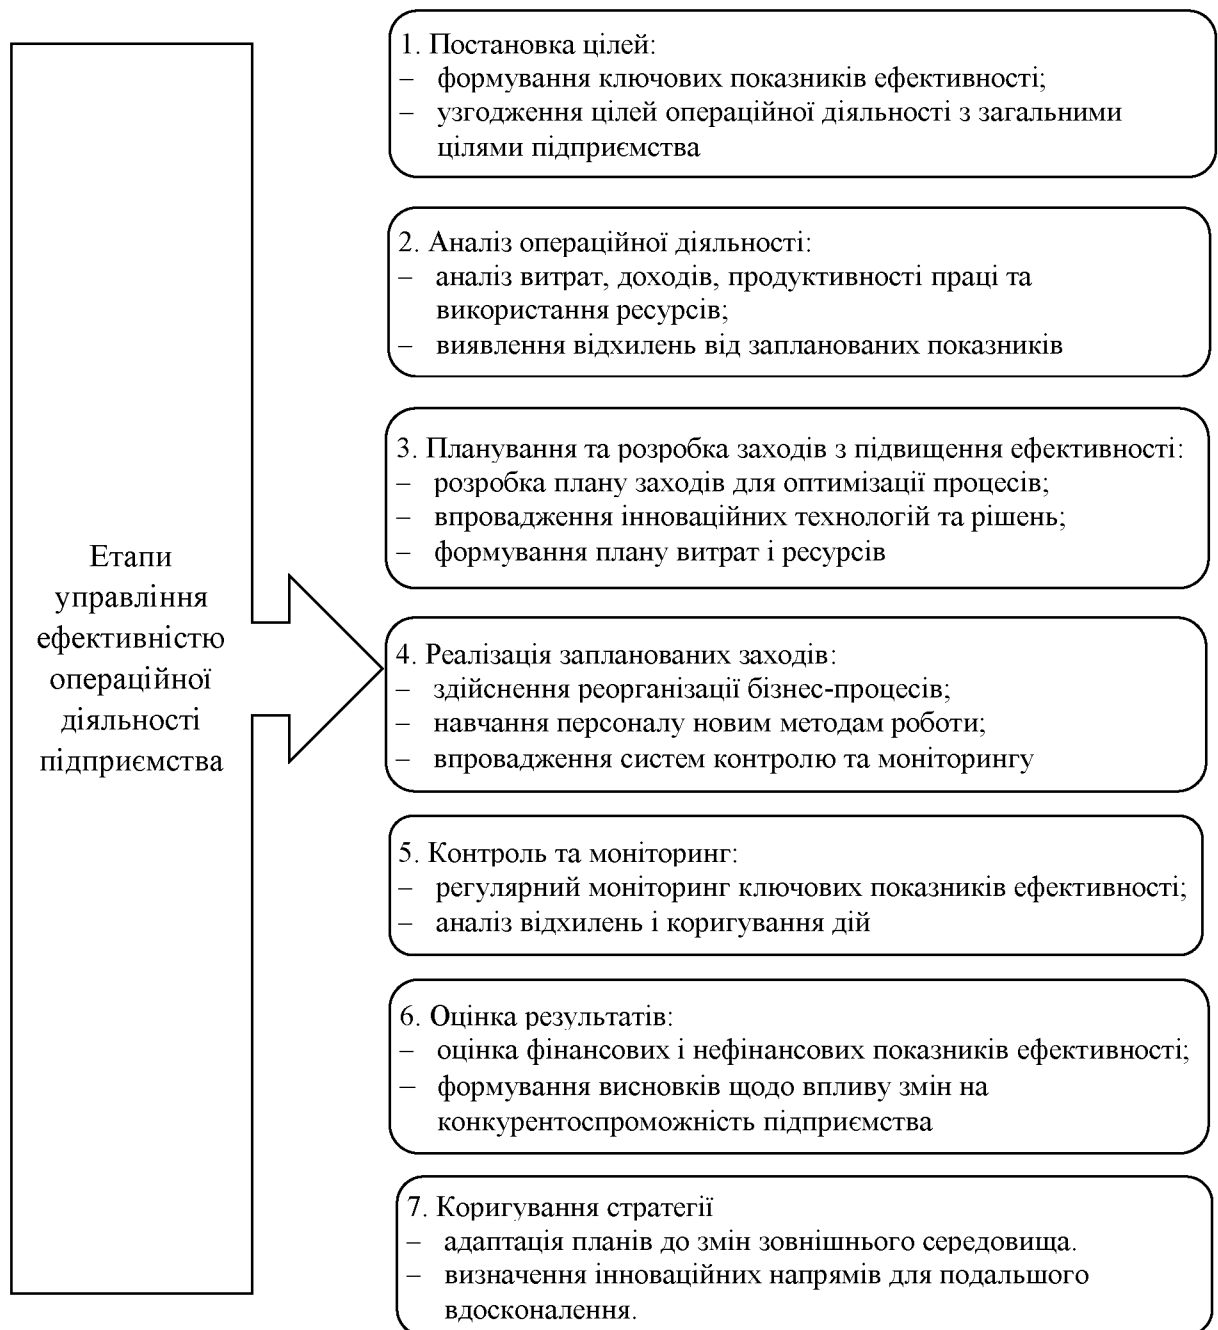 Етапи
управління
ефективністю
операційної
діяльності
підприємства
1. Постановка цілей:
– формування ключових показників ефективності;
– узгодження цілей операційної діяльності з загальними
цілями підприємства
2. Аналіз операційної діяльності:
– аналіз витрат, доходів, продуктивності праці та
використання ресурсів;
– виявлення відхилень від запланованих показників
3. Планування та розробка заходів з підвищення ефективності:
– розробка плану заходів для оптимізації процесів;
– впровадження інноваційних технологій та рішень;
– формування плану витрат і ресурсів
4. Реалізація запланованих заходів:
– здійснення реорганізації бізнес-процесів;
– навчання персоналу новим методам роботи;
– впровадження систем контролю та моніторингу
5. Контроль та моніторинг:
– регулярний моніторинг ключових показників ефективності;
– аналіз відхилень і коригування дій
6. Оцінка результатів:
– оцінка фінансових і нефінансових показників ефективності;
– формування висновків щодо впливу змін на
конкурентоспроможність підприємства
7. Коригування стратегії
– адаптація планів до змін зовнішнього середовища.
– визначення інноваційних напрямів для подальшого
вдосконалення.